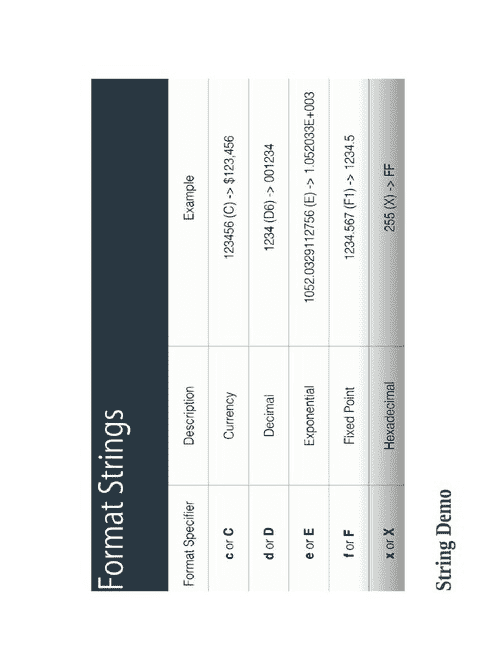 Format Strings
Format Specifier Description Example
c or C Currency 123456 (C) -> $123,456
d or D Decimal 1234 (D6) -> 001234
e or E Exponential 1052.0329112756 (E) -> 1.052033E+003
f or F Fixed Point 1234.567 (F1) -> 1234.5
x or X Hexadecimal 255 (X) -> FF
String Demo